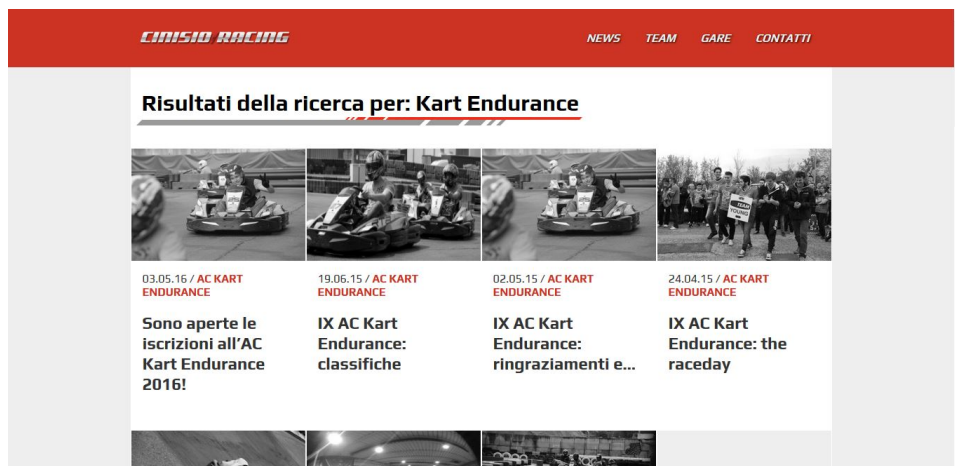 CINISIO RACING
NEWS TEAM GARE CONTATTI
Risultati della ricerca per: Kart Endurance
TEAM
YOUNG
03.05.16 / AC KART
ENDURANCE
Sono aperte le
iscrizioni all’AC
Kart Endurance
2016!
19.06.15 / AC KART
ENDURANCE
IX AC Kart
Endurance:
classifiche
02.05.15 / AC KART
ENDURANCE
IX AC Kart
Endurance:
ringraziamenti e...
24.04.15 / AC KART
ENDURANCE
IX AC Kart
Endurance: the
raceday